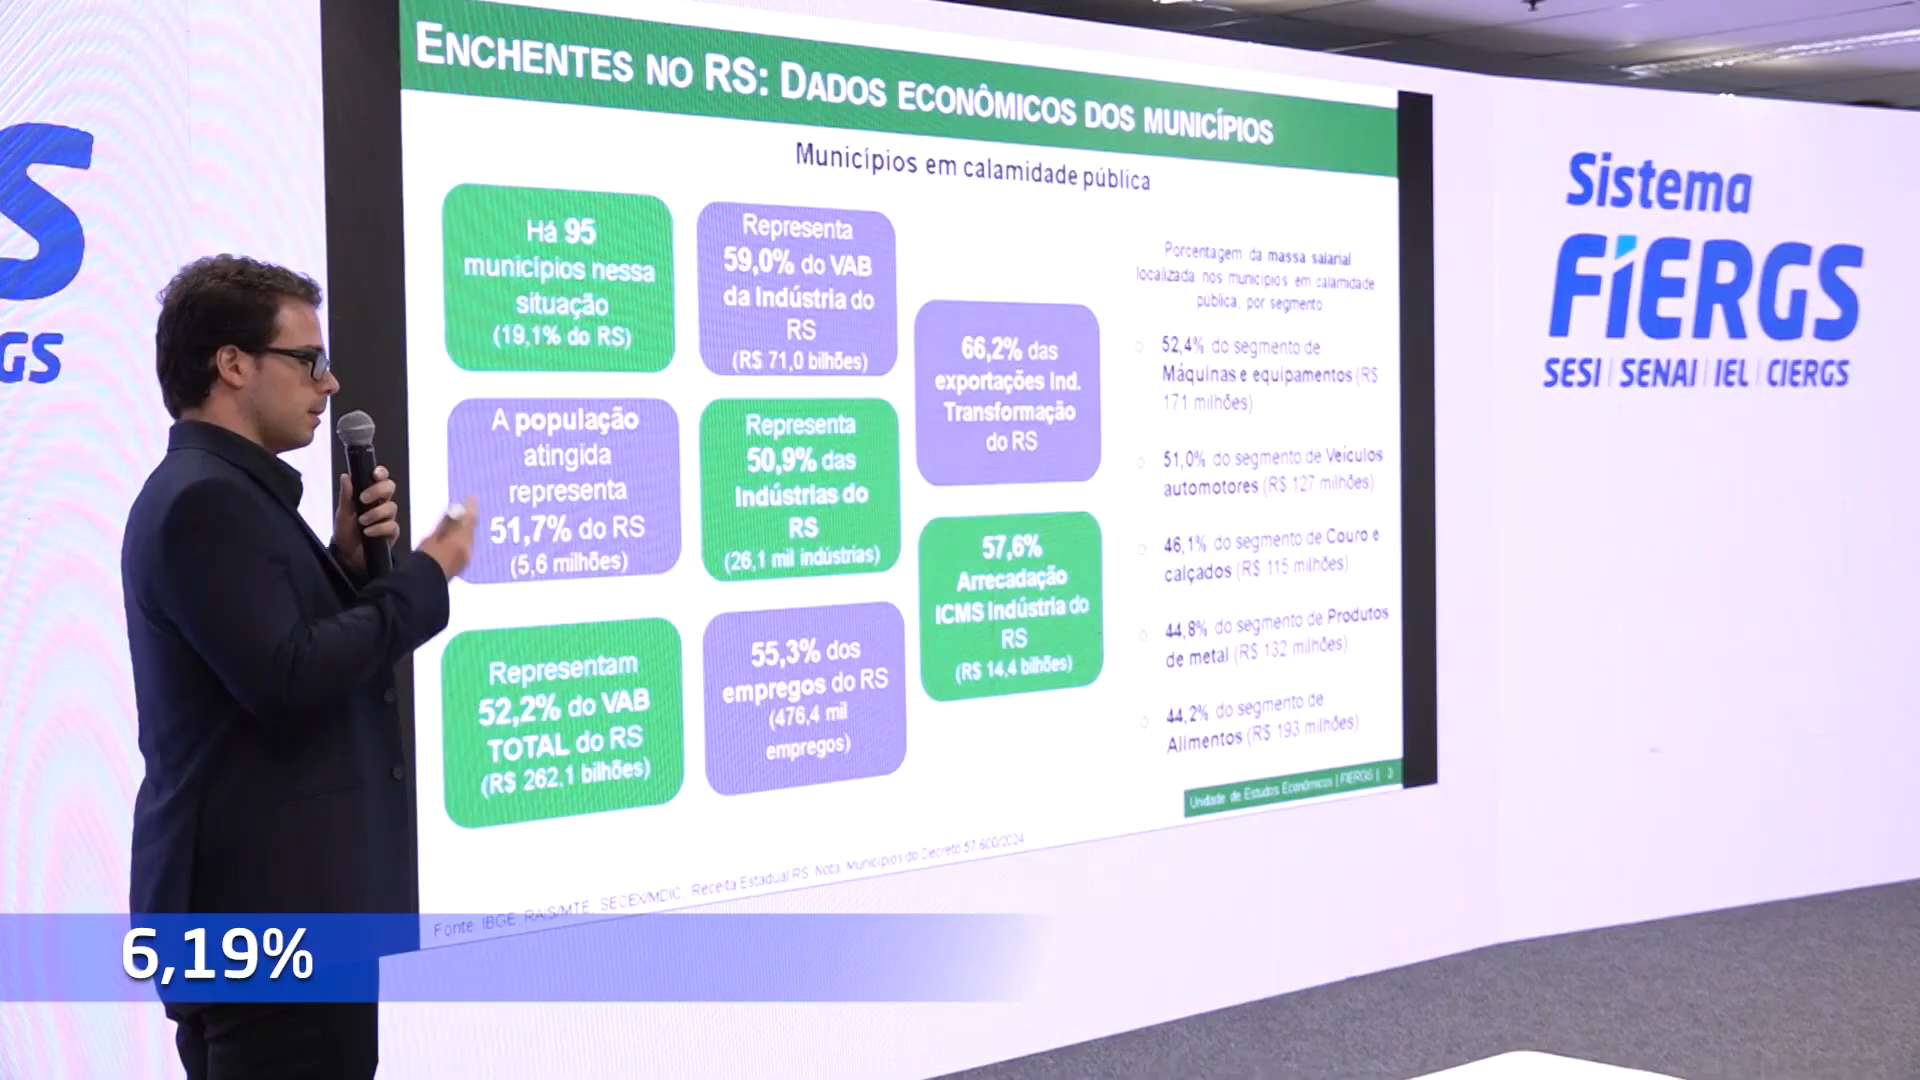 ENCHENTES NO RS: DADOS ECONÔMICOS DOS MUNICÍPIOS
Municípios em calamidade pública
Há 95
municípios nessa
situação
(19,1% do RS)
A população
atingida
representa
51,7% do RS
(5,6 milhões)
Representam
52,2% do VAB
TOTAL do RS
(R$ 262,1 bilhões)
Representa
59,0% do VAB
da Indústria do
RS
(R$ 71,0 bilhões)
Representa
50,9% das
Indústrias do
RS
(26,1 mil indústrias)
55,3% dos
empregos do RS
(476,4 mil
empregos)
66,2% das
exportações Ind.
Transformação
do RS
57,6%
Arrecadação
ICMS Indústria do
RS
(R$ 14,4 bilhões)
Porcentagem da massa salarial
localizada nos municípios em calamidade
pública, por segmento
52,4% do segmento de
Máquinas e equipamentos (R$
171 milhões)
51,0% do segmento de Veículos
automotores (R$ 127 milhões)
46,1% do segmento de Couro e
calçados (R$ 115 milhões)
44,8% do segmento de Produtos
de metal (R$ 132 milhões)
44,2% do segmento de
Alimentos (R$ 193 milhões)
Unidade de Estudos Econômicos | FIERGS | 3
Fonte: IBGE, RAIS/MTE, SECEX/MDIC, Receita Estadual RS. Nota: Municípios do Decreto 57.600/2024
Sistema
FIERGS
SESI | SENAI | IEL | CIERGS
S
GS
6,19%